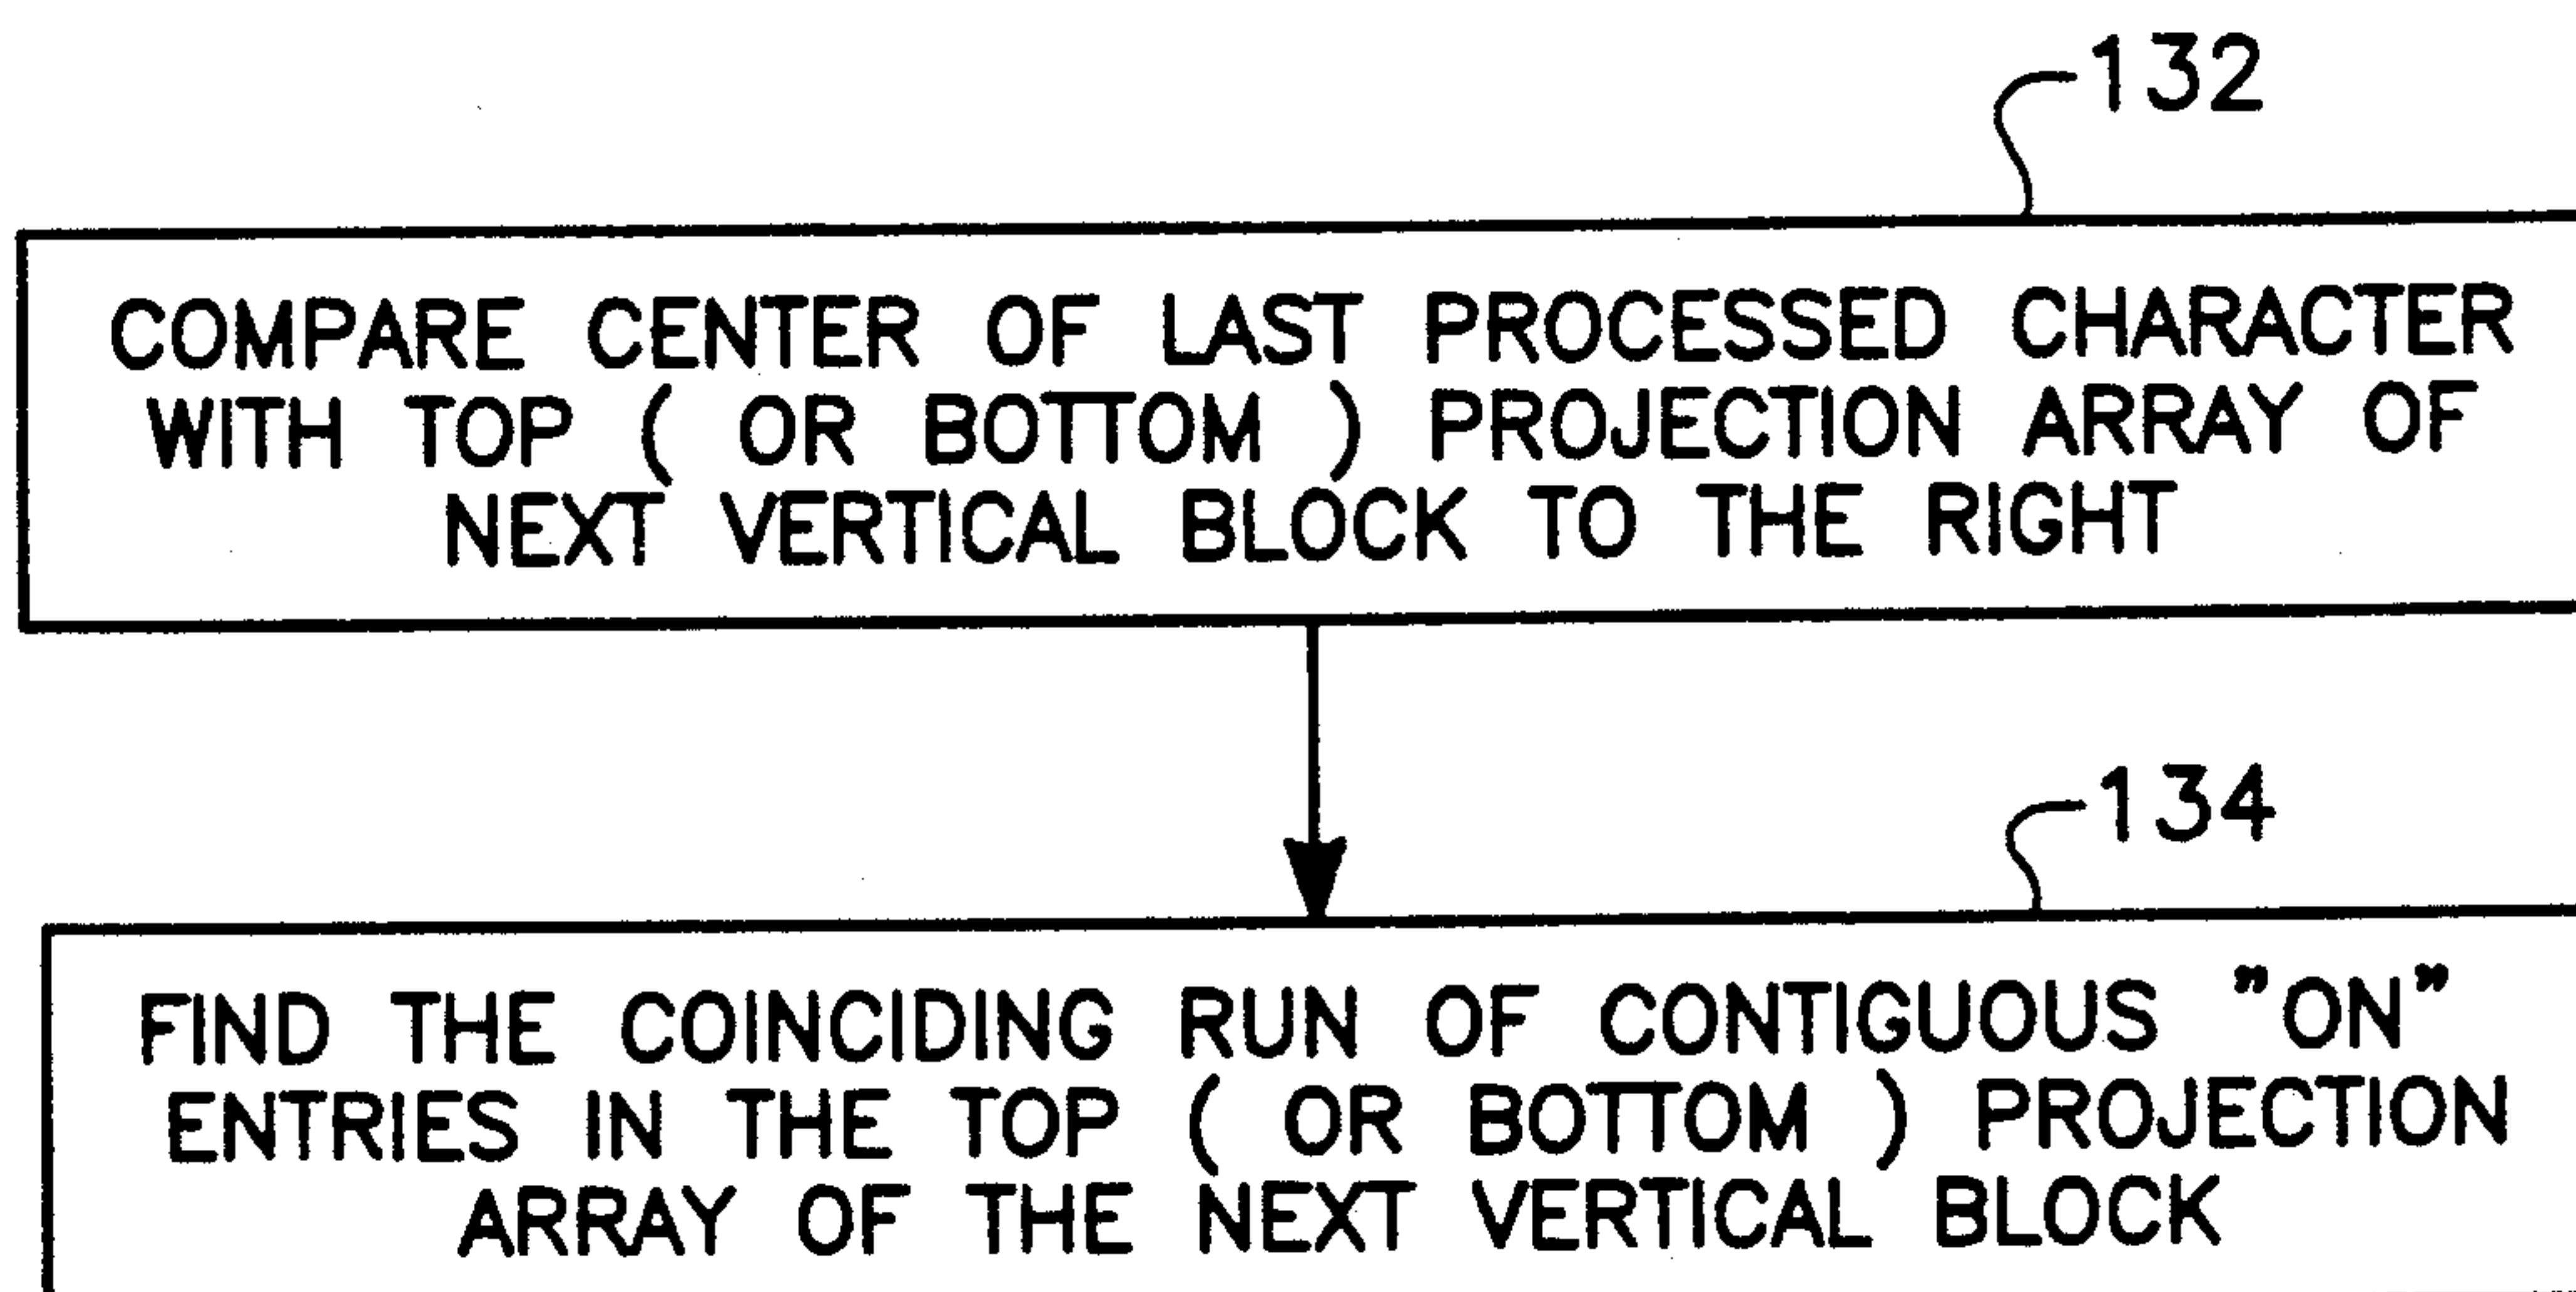 132
COMPARE CENTER OF LAST PROCESSED CHARACTER
WITH TOP ( OR BOTTOM ) PROJECTION ARRAY OF
NEXT VERTICAL BLOCK TO THE RIGHT
134
FIND THE COINCIDING RUN OF CONTIGUOUS "ON"
ENTRIES IN THE TOP ( OR BOTTOM ) PROJECTION
ARRAY OF THE NEXT VERTICAL BLOCK